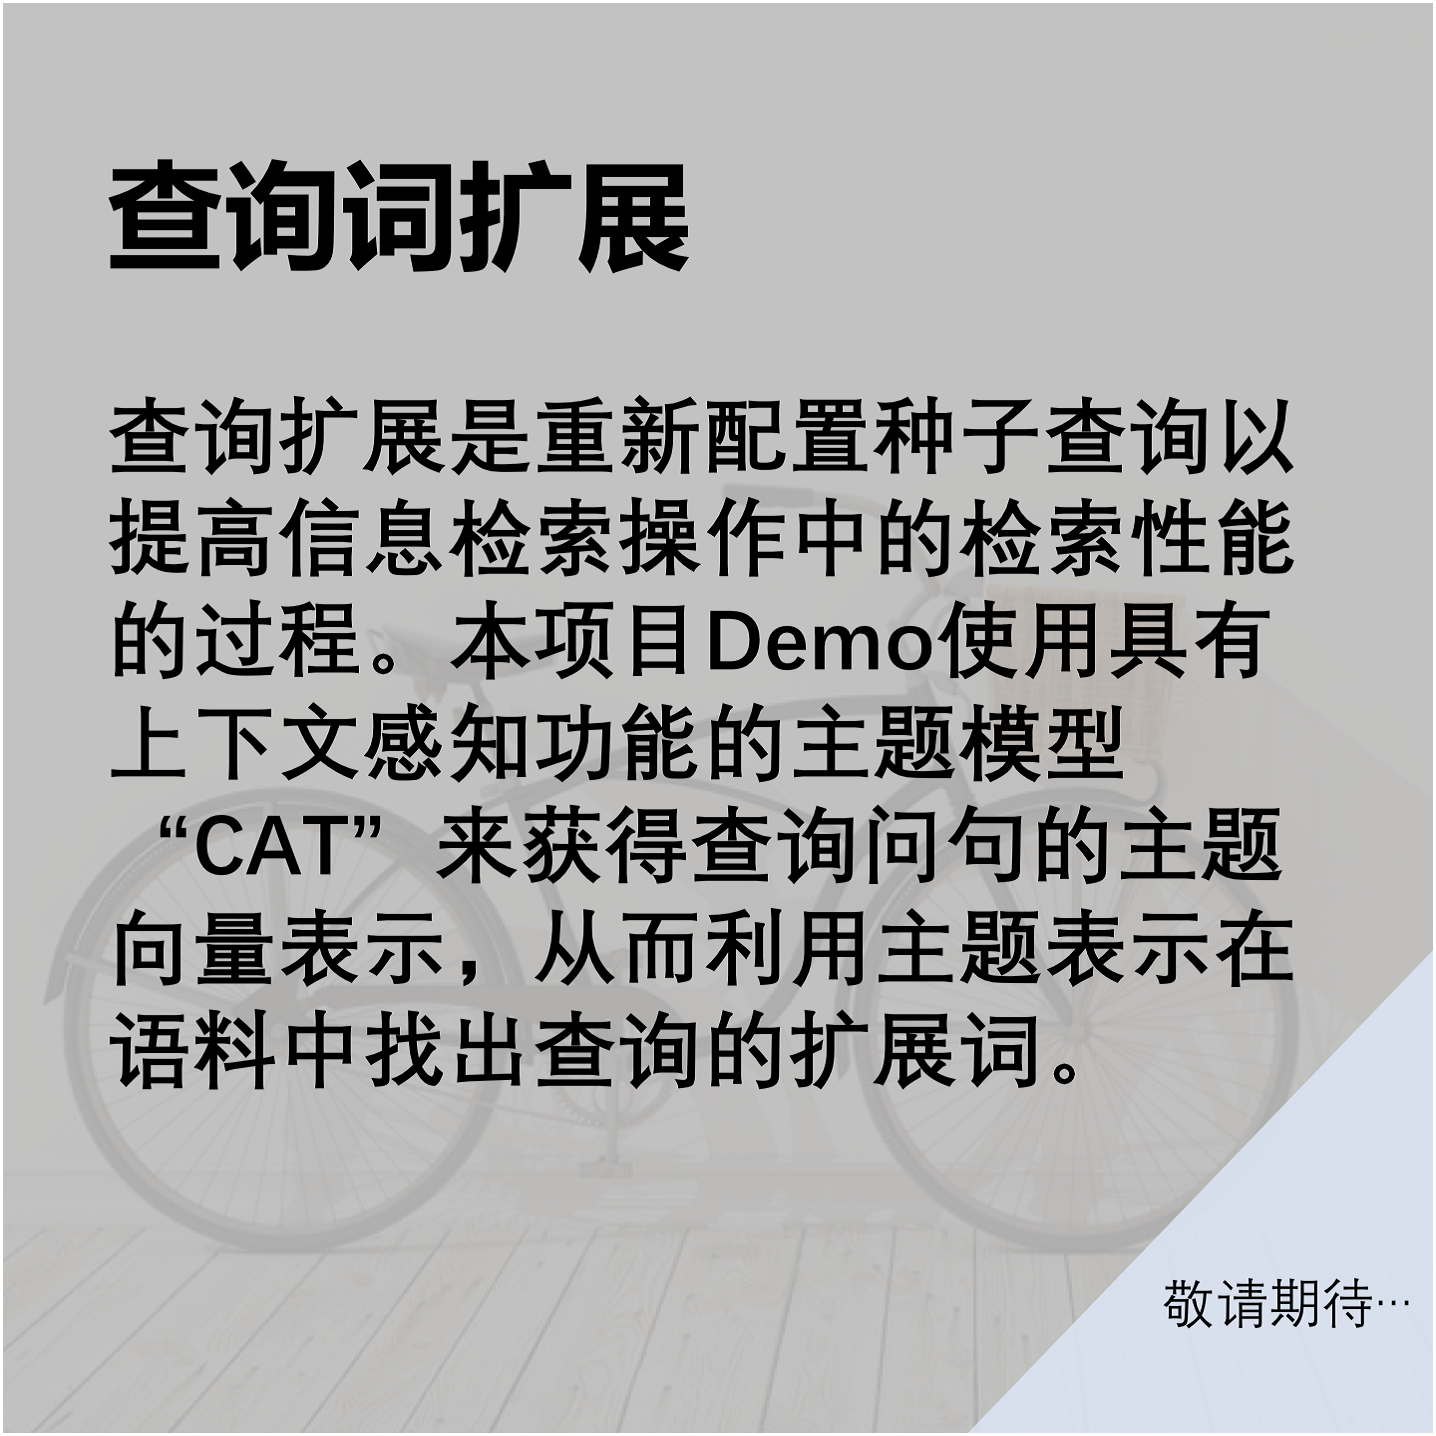 查询词扩展
查询扩展是重新配置种子查询以
提高信息检索操作中的检索性能
的过程。本项目Demo使用具有
上下文感知功能的主题模型
“CAT”来获得查询问句的主题
向量表示，从而利用主题表示在
语料中找出查询的扩展词。
敬请期待…